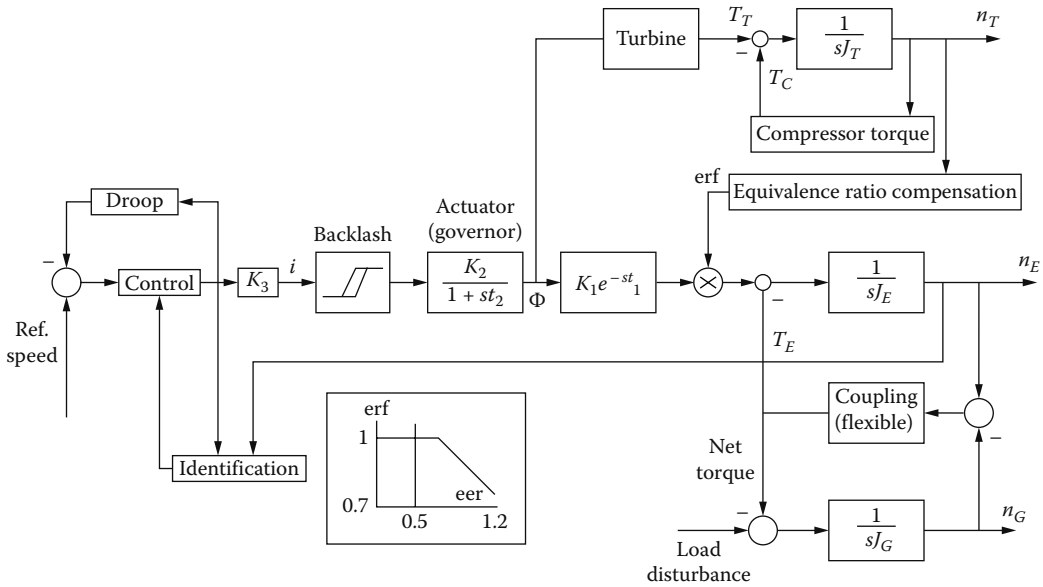 T_T
n_T
Turbine
−
1
sJ_T
T_C
Compressor torque
erf
Equivalence ratio compensation
Droop
Backlash
Actuator
(governor)
−
Control
K_3
i
K_2
1 + st_2
Φ
K_1e^{−st_1}
×
−
1
sJ_E
n_E
Ref.
speed
T_E
Coupling
(flexible)
−
Identification
erf
1
0.7
0.5
eer
1.2
Net
torque
−
Load
disturbance
1
sJ_G
n_G